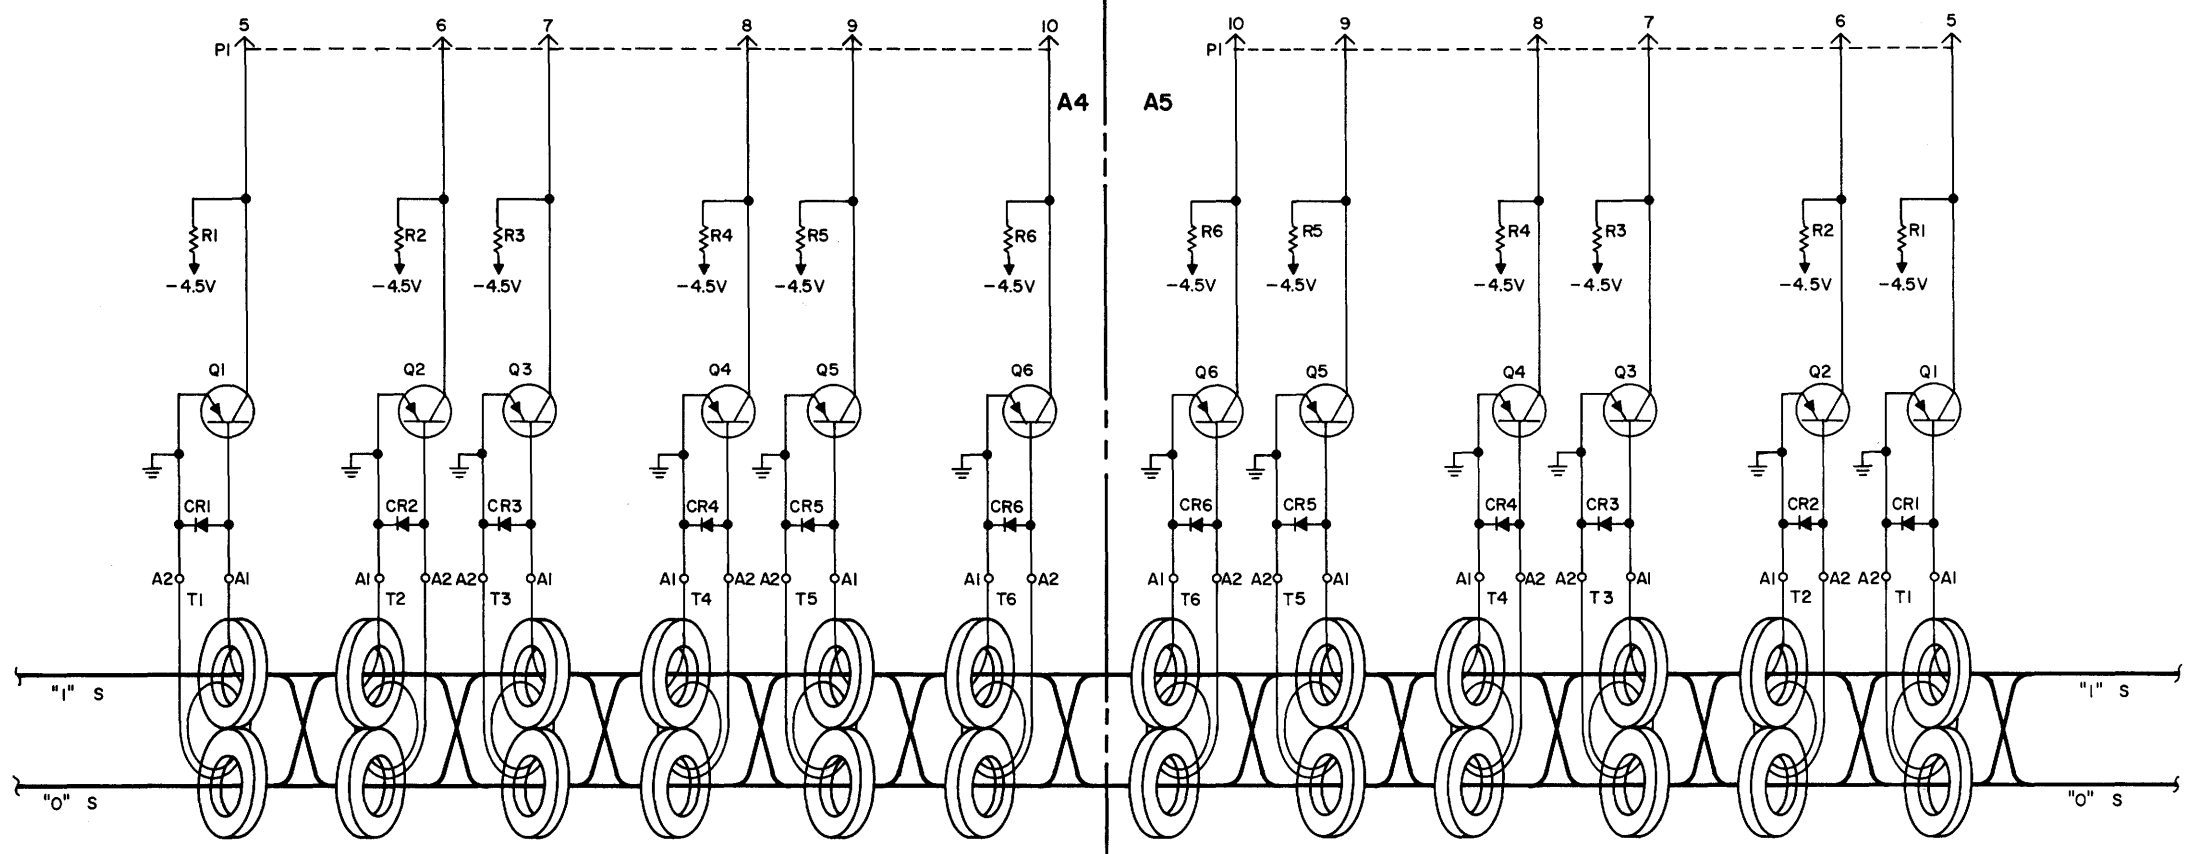 5 6 7 8 9 10 10 9 8 7 6 5
P1 P1
A4 A5
R1 R2 R3 R4 R5 R6 R6 R5 R4 R3 R2 R1
-4.5V -4.5V -4.5V -4.5V -4.5V -4.5V -4.5V -4.5V -4.5V -4.5V -4.5V -4.5V
Q1 Q2 Q3 Q4 Q5 Q6 Q6 Q5 Q4 Q3 Q2 Q1
CR1 CR2 CR3 CR4 CR5 CR6 CR6 CR5 CR4 CR3 CR2 CR1
A2 A1 A1 A2 A2 A1 A1 A2 A2 A1 A1 A2 A1 A2 A2 A1 A1 A2 A2 A1 A1 A2 A2 A1
T1 T2 T3 T4 T5 T6 T6 T5 T4 T3 T2 T1
"1" S "1" S
"0" S "0" S